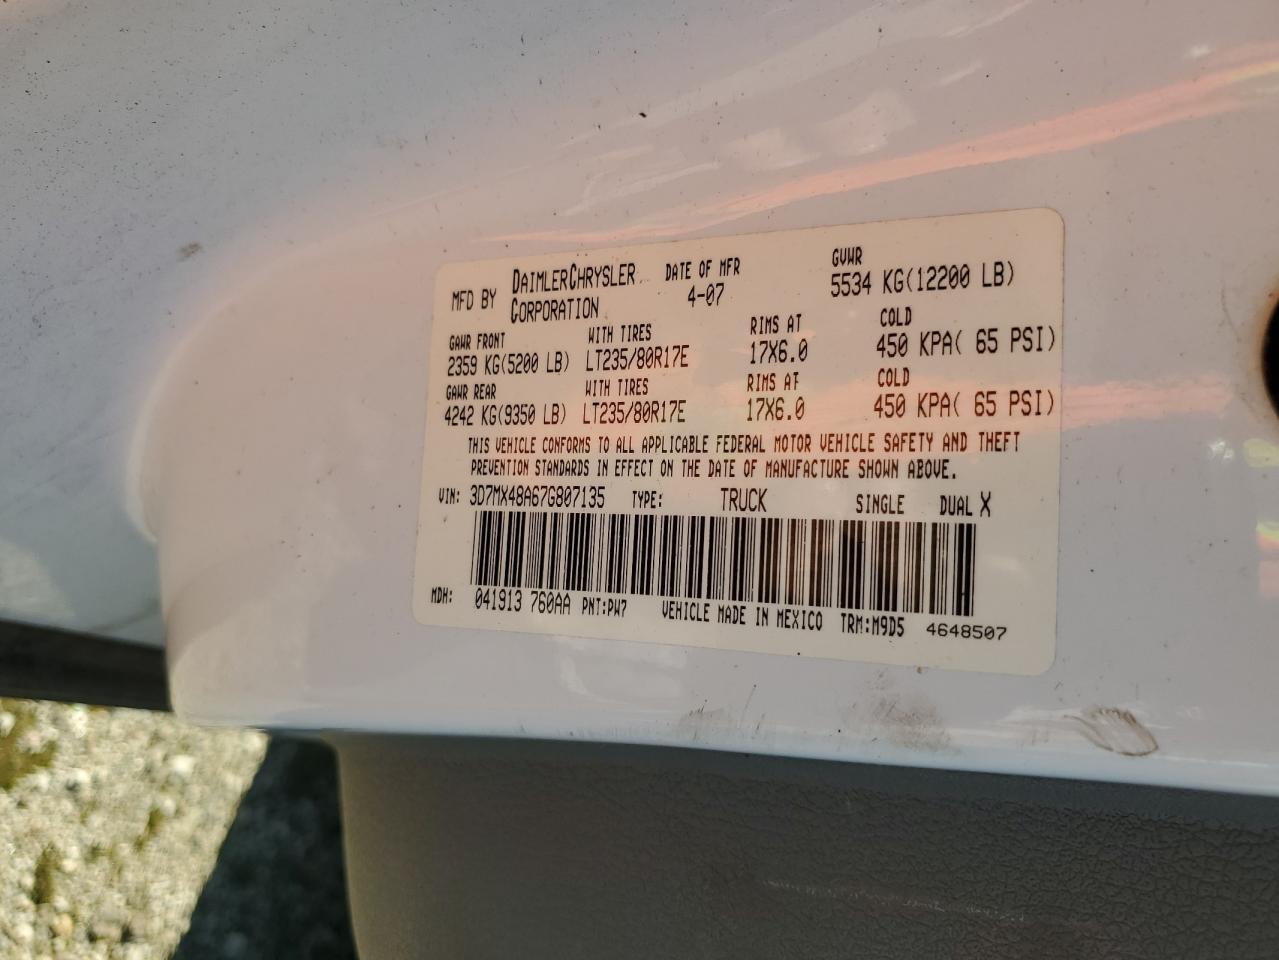 MFD BY DAIMLERCHRYSLER CORPORATION DATE OF MFR 4-07 GVWR 5534 KG(12200 LB)
GAWR FRONT WITH TIRES RIMS AT COLD
2359 KG(5200 LB) LT235/80R17E 17X6.0 450 KPA( 65 PSI)
GAWR REAR WITH TIRES RIMS AT COLD
4242 KG(9350 LB) LT235/80R17E 17X6.0 450 KPA( 65 PSI)
THIS VEHICLE CONFORMS TO ALL APPLICABLE FEDERAL MOTOR VEHICLE SAFETY AND THEFT
PREVENTION STANDARDS IN EFFECT ON THE DATE OF MANUFACTURE SHOWN ABOVE.
VIN: 3D7MX48A67G807135 TYPE: TRUCK SINGLE DUAL X
MDH: 041913 760AA PNT:PW7 VEHICLE MADE IN MEXICO TRM:M9D5 4648507